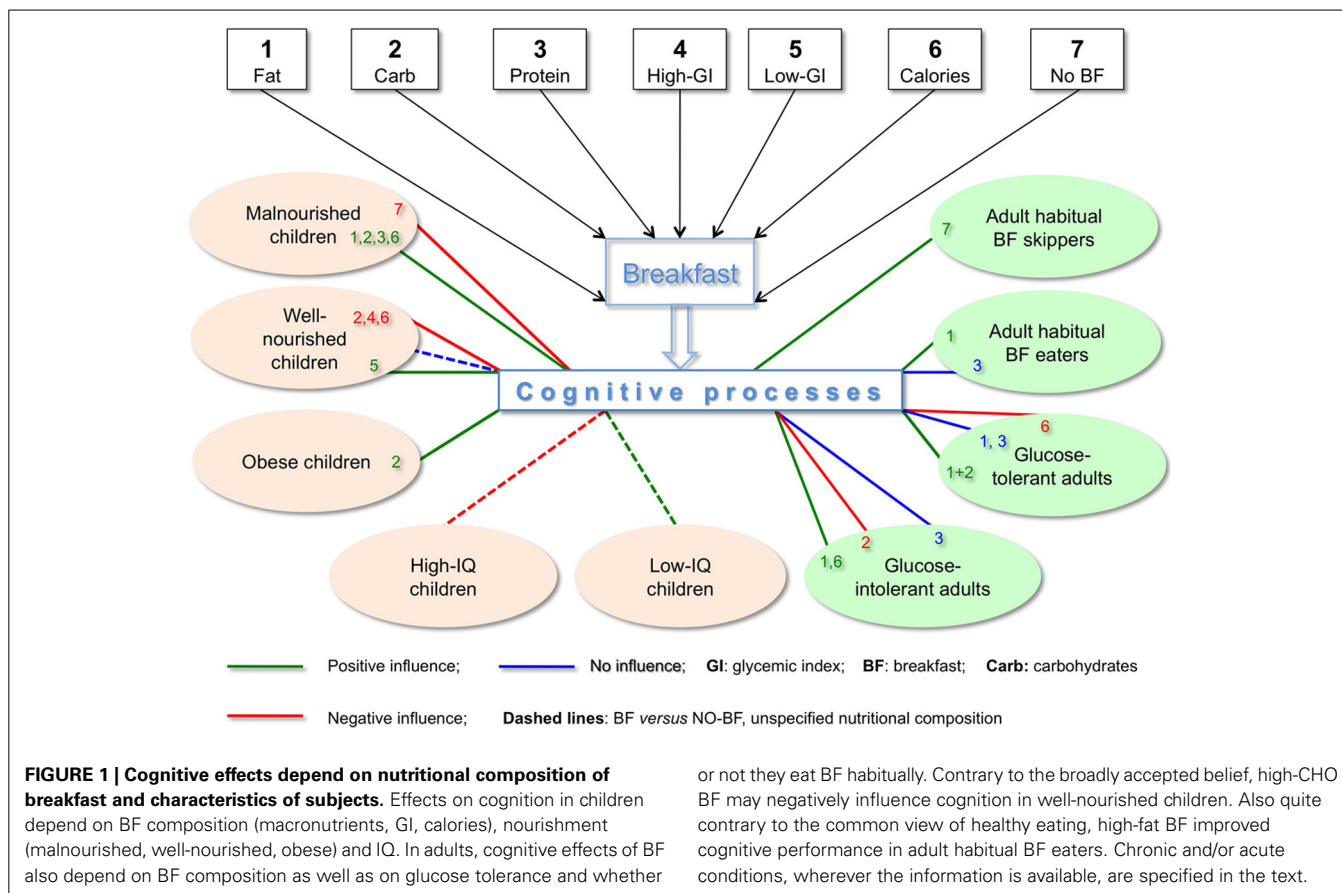 1
Fat
2
Carb
3
Protein
4
High-GI
5
Low-GI
6
Calories
7
No BF
Breakfast
Malnourished
children
7
1,2,3,6
Well-
nourished
children
2,4,6
5
Obese children
2
High-IQ
children
Low-IQ
children
Cognitive processes
7
Adult habitual
BF skippers
1
3
Adult habitual
BF eaters
6
1, 3
1+2
Glucose-
tolerant adults
1,6
2
3
Glucose-
intolerant adults
Positive influence; No influence; GI: glycemic index; BF: breakfast; Carb: carbohydrates
Negative influence; Dashed lines: BF versus NO-BF, unspecified nutritional composition
FIGURE 1 | Cognitive effects depend on nutritional composition of
breakfast and characteristics of subjects. Effects on cognition in children
depend on BF composition (macronutrients, GI, calories), nourishment
(malnourished, well-nourished, obese) and IQ. In adults, cognitive effects of BF
also depend on BF composition as well as on glucose tolerance and whether
or not they eat BF habitually. Contrary to the broadly accepted belief, high-CHO
BF may negatively influence cognition in well-nourished children. Also quite
contrary to the common view of healthy eating, high-fat BF improved
cognitive performance in adult habitual BF eaters. Chronic and/or acute
conditions, wherever the information is available, are specified in the text.